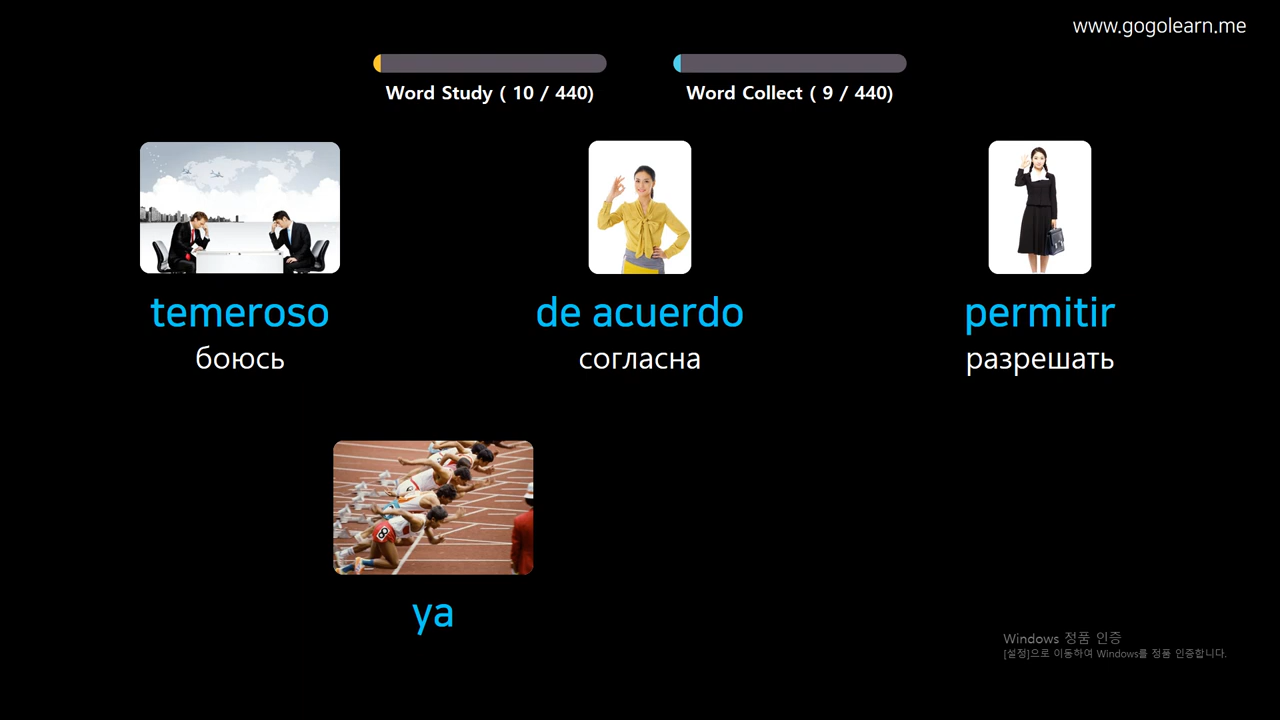 www.gogolearn.me
Word Study ( 10 / 440)
Word Collect ( 9 / 440)
temeroso
боюсь
de acuerdo
согласна
permitir
разрешать
8
ya
Windows 정품 인증
[설정]으로 이동하여 Windows를 정품 인증합니다.